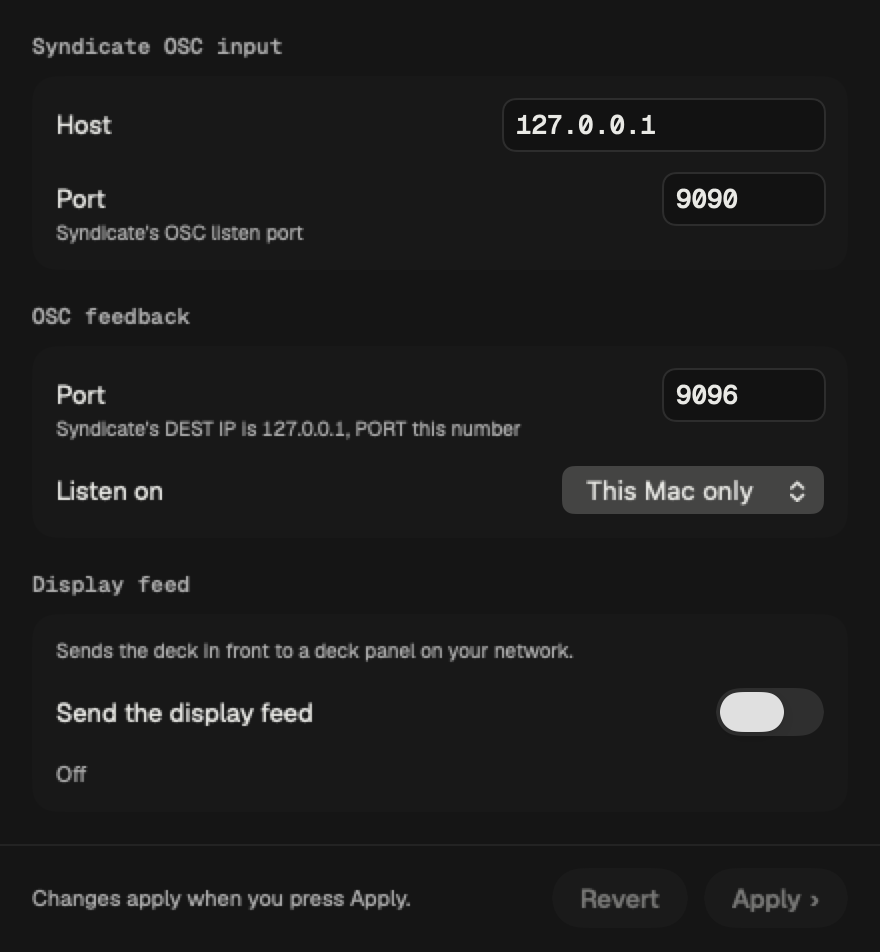 Syndicate OSC input
Host
127.0.0.1
Port
9090
Syndicate's OSC listen port
OSC feedback
Port
9096
Syndicate's DEST IP is 127.0.0.1, PORT this number
Listen on
This Mac only
Display feed
Sends the deck in front to a deck panel on your network.
Send the display feed
Off
Changes apply when you press Apply.
Revert
Apply ›